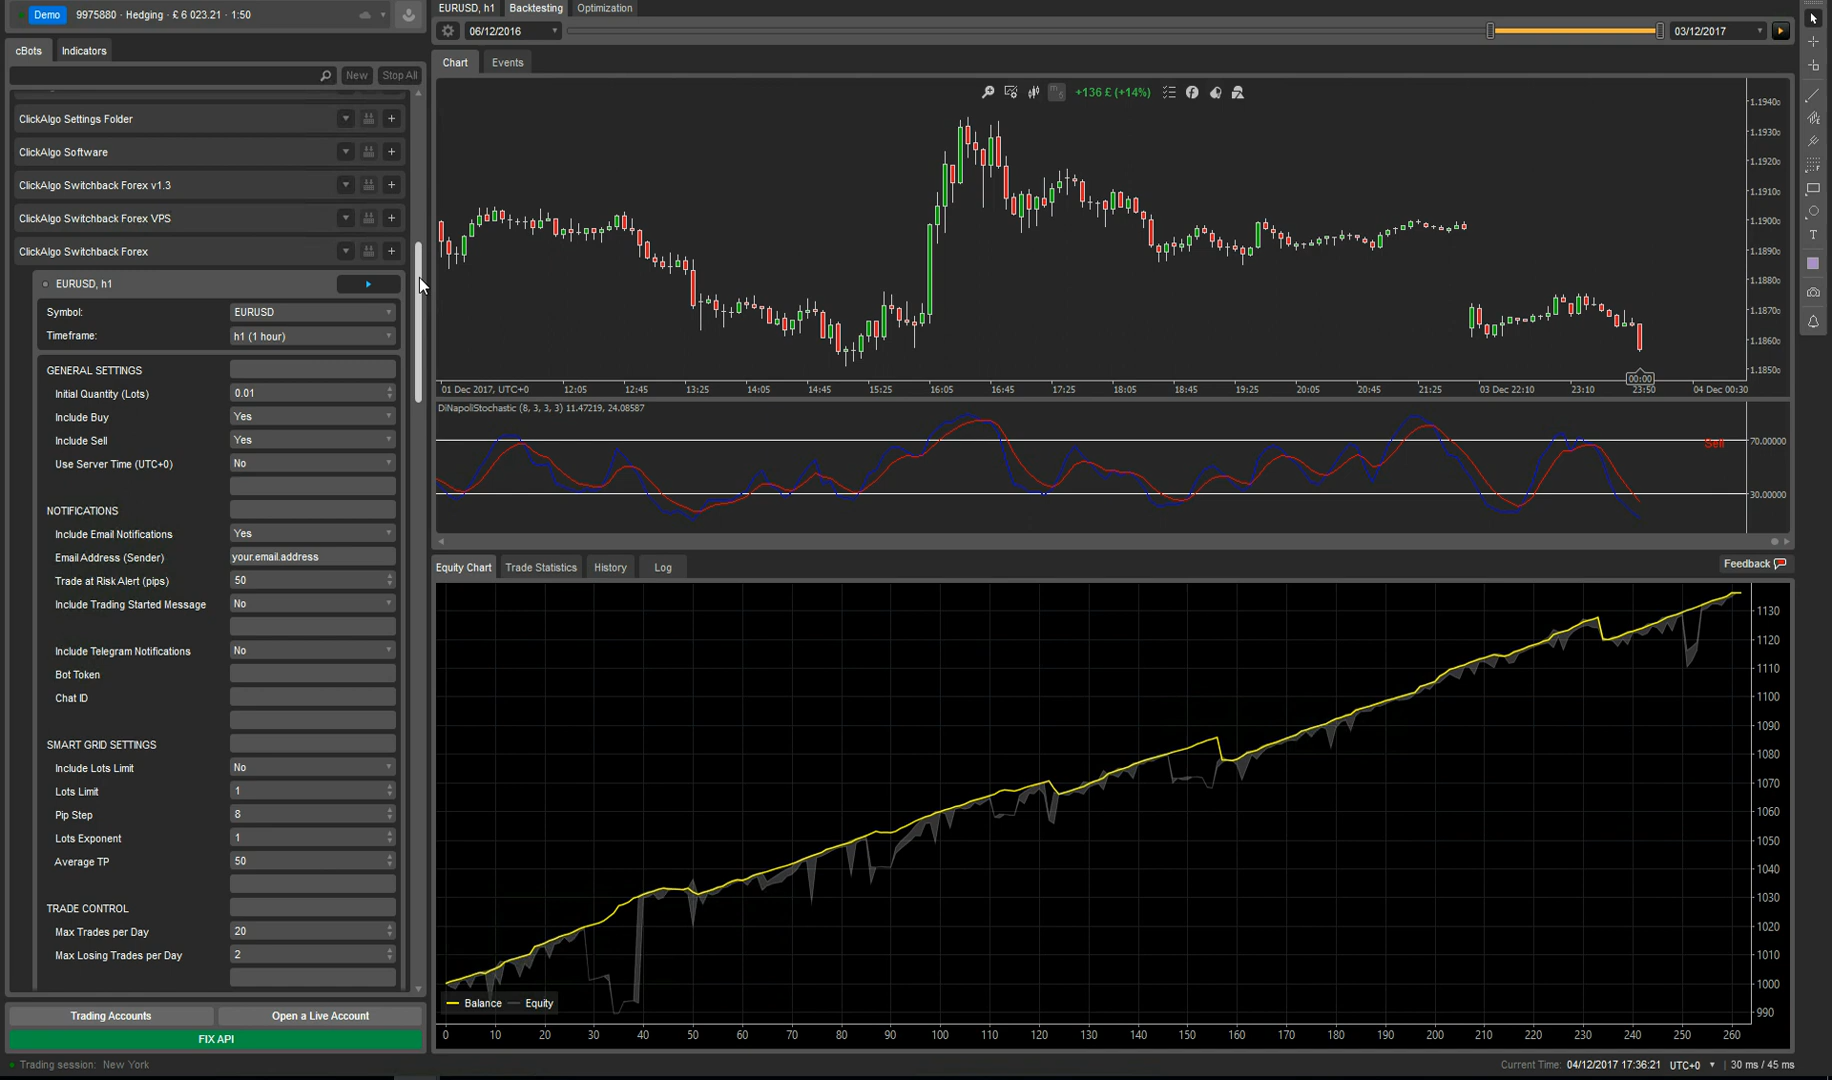 Demo 9975880 · Hedging · £ 6 023.21 · 1:50
cBots Indicators
New Stop All
ClickAlgo Settings Folder
ClickAlgo Software
ClickAlgo Switchback Forex v1.3
ClickAlgo Switchback Forex VPS
ClickAlgo Switchback Forex
EURUSD, h1
Symbol: EURUSD
Timeframe: h1 (1 hour)
GENERAL SETTINGS
Initial Quantity (Lots) 0.01
Include Buy Yes
Include Sell Yes
Use Server Time (UTC+0) No
NOTIFICATIONS
Include Email Notifications Yes
Email Address (Sender) your.email.address
Trade at Risk Alert (pips) 50
Include Trading Started Message No
Include Telegram Notifications No
Bot Token
Chat ID
SMART GRID SETTINGS
Include Lots Limit No
Lots Limit 1
Pip Step 8
Lots Exponent 1
Average TP 50
TRADE CONTROL
Max Trades per Day 20
Max Losing Trades per Day 2
Trading Accounts Open a Live Account
FIX API
Trading session: New York
EURUSD, h1 Backtesting Optimization
06/12/2016 03/12/2017
Chart Events
+136 £ (+14%)
1.1940₀
1.1930₀
1.1920₀
1.1910₀
1.1900₀
1.1890₀
1.1880₀
1.1870₀
1.1860₀
1.1850₀
00:00
01 Dec 2017, UTC+0 12:05 12:45 13:25 14:05 14:45 15:25 16:05 16:45 17:25 18:05 18:45 19:25 20:05 20:45 21:25 03 Dec 22:10 23:10 23:50 04 Dec 00:30
DiNapoliStochastic (8, 3, 3, 3) 11.47219, 24.08587
Sell 70.00000
30.00000
Equity Chart Trade Statistics History Log Feedback
1130
1120
1110
1100
1090
1080
1070
1060
1050
1040
1030
1020
1010
1000
990
Balance Equity
0 10 20 30 40 50 60 70 80 90 100 110 120 130 140 150 160 170 180 190 200 210 220 230 240 250 260
Current Time: 04/12/2017 17:36:21 UTC+0 30 ms / 45 ms